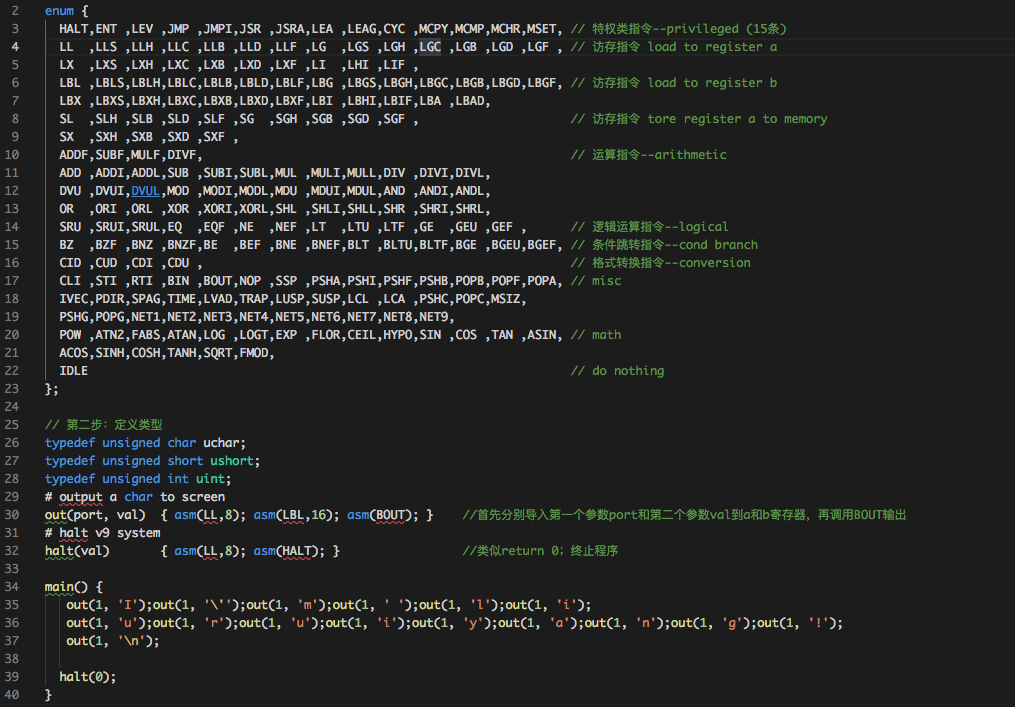 2 enum {
3 HALT,ENT ,LEV ,JMP ,JMPI,JSR ,JSRA,LEA ,LEAG,CYC ,MCPY,MCMP,MCHR,MSET, // 特权类指令--privileged (15条)
4 LL ,LLS ,LLH ,LLC ,LLB ,LLD ,LLF ,LG ,LGS ,LGH ,LGC ,LGB ,LGD ,LGF , // 访存指令 load to register a
5 LX ,LXS ,LXH ,LXC ,LXB ,LXD ,LXF ,LI ,LHI ,LIF ,
6 LBL ,LBLS,LBLH,LBLC,LBLB,LBLD,LBLF,LBG ,LBGS,LBGH,LBGC,LBGB,LBGD,LBGF, // 访存指令 load to register b
7 LBX ,LBXS,LBXH,LBXC,LBXB,LBXD,LBXF,LBI ,LBHI,LBIF,LBA ,LBAD,
8 SL ,SLH ,SLB ,SLD ,SLF ,SG ,SGH ,SGB ,SGD ,SGF , // 访存指令 tore register a to memory
9 SX ,SXH ,SXB ,SXD ,SXF ,
10 ADDF,SUBF,MULF,DIVF, // 运算指令--arithmetic
11 ADD ,ADDI,ADDL,SUB ,SUBI,SUBL,MUL ,MULI,MULL,DIV ,DIVI,DIVL,
12 DVU ,DVUI,DVUL,MOD ,MODI,MODL,MDU ,MDUI,MDUL,AND ,ANDI,ANDL,
13 OR ,ORI ,ORL ,XOR ,XORI,XORL,SHL ,SHLI,SHLL,SHR ,SHRI,SHRL,
14 SRU ,SRUI,SRUL,EQ ,EQF ,NE ,NEF ,LT ,LTU ,LTF ,GE ,GEU ,GEF , // 逻辑运算指令--logical
15 BZ ,BZF ,BNZ ,BNZF,BE ,BEF ,BNE ,BNEF,BLT ,BLTU,BLTF,BGE ,BGEU,BGEF, // 条件跳转指令--cond branch
16 CID ,CUD ,CDI ,CDU , // 格式转换指令--conversion
17 CLI ,STI ,RTI ,BIN ,BOUT,NOP ,SSP ,PSHA,PSHI,PSHF,PSHB,POPB,POPF,POPA, // misc
18 IVEC,PDIR,SPAG,TIME,LVAD,TRAP,LUSP,SUSP,LCL ,LCA ,PSHC,POPC,MSIZ,
19 PSHG,POPG,NET1,NET2,NET3,NET4,NET5,NET6,NET7,NET8,NET9,
20 POW ,ATN2,FABS,ATAN,LOG ,LOGT,EXP ,FLOR,CEIL,HYPO,SIN ,COS ,TAN ,ASIN, // math
21 ACOS,SINH,COSH,TANH,SQRT,FMOD,
22 IDLE // do nothing
23 };
24
25 // 第二步: 定义类型
26 typedef unsigned char uchar;
27 typedef unsigned short ushort;
28 typedef unsigned int uint;
29 # output a char to screen
30 out(port, val) { asm(LL,8); asm(LBL,16); asm(BOUT); } //首先分别导入第一个参数port和第二个参数val到a和b寄存器，再调用BOUT输出
31 # halt v9 system
32 halt(val) { asm(LL,8); asm(HALT); } //类似return 0; 终止程序
33
34 main() {
35 out(1, 'I');out(1, '\'');out(1, 'm');out(1, ' ');out(1, 'l');out(1, 'i');
36 out(1, 'u');out(1, 'r');out(1, 'u');out(1, 'i');out(1, 'y');out(1, 'a');out(1, 'n');out(1, 'g');out(1, '!');
37 out(1, '\n');
38
39 halt(0);
40 }